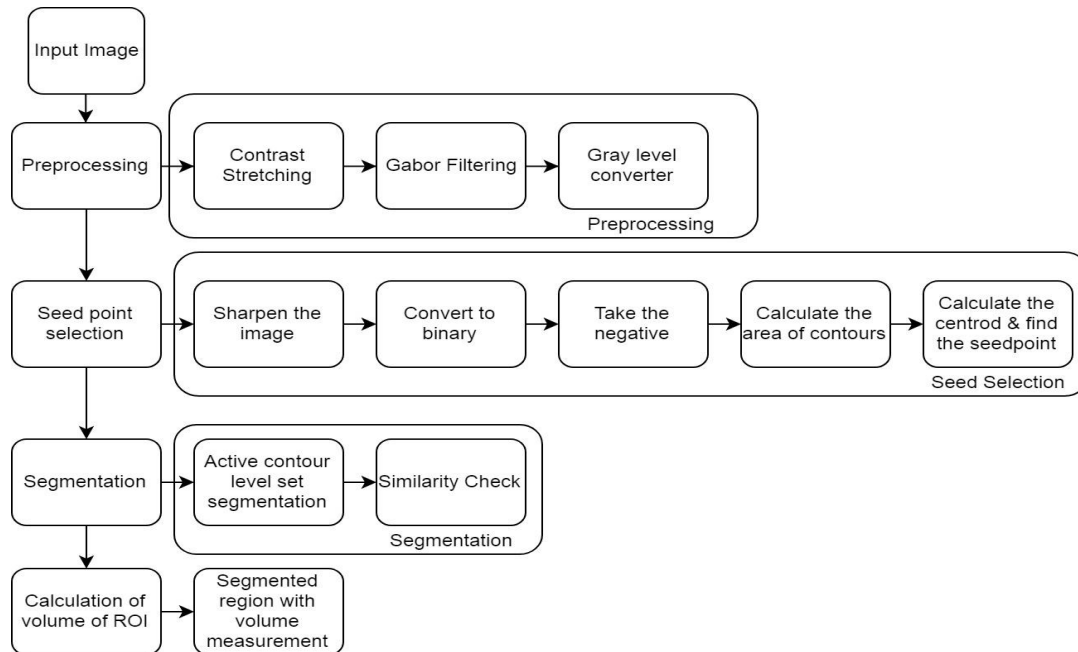 Input Image
Preprocessing
Contrast
Stretching
Gabor Filtering
Gray level
converter
Preprocessing
Seed point
selection
Sharpen the
image
Convert to
binary
Take the
negative
Calculate the
area of contours
Calculate the
centrod & find
the seedpoint
Seed Selection
Segmentation
Active contour
level set
segmentation
Similarity Check
Segmentation
Calculation of
volume of ROI
Segmented
region with
volume
measurement